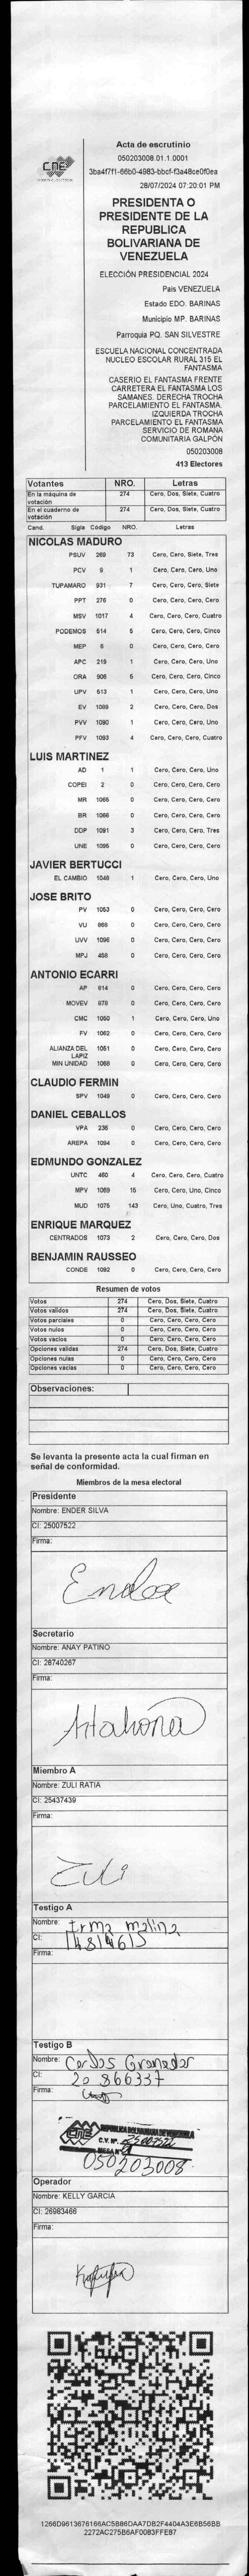 cne
Acta de escrutinio
050203008.01.1.0001
3ba4f7f1-66b0-4983-bbcf-f3a48ce0f0ea
28/07/2024 07:20:01 PM
PRESIDENTA O
PRESIDENTE DE LA
REPUBLICA
BOLIVARIANA DE
VENEZUELA
ELECCIÓN PRESIDENCIAL 2024
Pais VENEZUELA
Estado EDO. BARINAS
Municipio MP. BARINAS
Parroquia PQ. SAN SILVESTRE
ESCUELA NACIONAL CONCENTRADA
NUCLEO ESCOLAR RURAL 315 EL
FANTASMA
CASERIO EL FANTASMA FRENTE
CARRETERA EL FANTASMA LOS
SAMANES. DERECHA TROCHA
PARCELAMIENTO EL FANTASMA.
IZQUIERDA TROCHA
PARCELAMIENTO EL FANTASMA
SERVICIO DE ROMANA
COMUNITARIA GALPÓN
050203008
413 Electores
Votantes NRO. Letras
En la máquina de votación 274 Cero, Dos, Siete, Cuatro
En el cuaderno de votación 274 Cero, Dos, Siete, Cuatro
Cand. Sigla Código NRO. Letras
NICOLAS MADURO
PSUV 269 73 Cero, Cero, Siete, Tres
PCV 9 1 Cero, Cero, Cero, Uno
TUPAMARO 931 7 Cero, Cero, Cero, Siete
PPT 276 0 Cero, Cero, Cero, Cero
MSV 1017 4 Cero, Cero, Cero, Cuatro
PODEMOS 514 5 Cero, Cero, Cero, Cinco
MEP 6 0 Cero, Cero, Cero, Cero
APC 219 1 Cero, Cero, Cero, Uno
ORA 906 5 Cero, Cero, Cero, Cinco
UPV 513 1 Cero, Cero, Cero, Uno
EV 1089 2 Cero, Cero, Cero, Dos
PVV 1090 1 Cero, Cero, Cero, Uno
PFV 1093 4 Cero, Cero, Cero, Cuatro
LUIS MARTINEZ
AD 1 1 Cero, Cero, Cero, Uno
COPEI 2 0 Cero, Cero, Cero, Cero
MR 1065 0 Cero, Cero, Cero, Cero
BR 1066 0 Cero, Cero, Cero, Cero
DDP 1091 3 Cero, Cero, Cero, Tres
UNE 1095 0 Cero, Cero, Cero, Cero
JAVIER BERTUCCI
EL CAMBIO 1048 1 Cero, Cero, Cero, Uno
JOSE BRITO
PV 1053 0 Cero, Cero, Cero, Cero
VU 868 0 Cero, Cero, Cero, Cero
UVV 1096 0 Cero, Cero, Cero, Cero
MPJ 458 0 Cero, Cero, Cero, Cero
ANTONIO ECARRI
AP 614 0 Cero, Cero, Cero, Cero
MOVEV 878 0 Cero, Cero, Cero, Cero
CMC 1050 1 Cero, Cero, Cero, Uno
FV 1062 0 Cero, Cero, Cero, Cero
ALIANZA DEL LAPIZ 1051 0 Cero, Cero, Cero, Cero
MIN UNIDAD 1068 0 Cero, Cero, Cero, Cero
CLAUDIO FERMIN
SPV 1049 0 Cero, Cero, Cero, Cero
DANIEL CEBALLOS
VPA 236 0 Cero, Cero, Cero, Cero
AREPA 1094 0 Cero, Cero, Cero, Cero
EDMUNDO GONZALEZ
UNTC 460 4 Cero, Cero, Cero, Cuatro
MPV 1069 15 Cero, Cero, Uno, Cinco
MUD 1075 143 Cero, Uno, Cuatro, Tres
ENRIQUE MARQUEZ
CENTRADOS 1073 2 Cero, Cero, Cero, Dos
BENJAMIN RAUSSEO
CONDE 1092 0 Cero, Cero, Cero, Cero
Resumen de votos
Votos 274 Cero, Dos, Siete, Cuatro
Votos validos 274 Cero, Dos, Siete, Cuatro
Votos parciales 0 Cero, Cero, Cero, Cero
Votos nulos 0 Cero, Cero, Cero, Cero
Votos vacios 0 Cero, Cero, Cero, Cero
Opciones validas 274 Cero, Dos, Siete, Cuatro
Opciones nulas 0 Cero, Cero, Cero, Cero
Opciones vacias 0 Cero, Cero, Cero, Cero
Observaciones:
Se levanta la presente acta la cual firman en
señal de conformidad.
Miembros de la mesa electoral
Presidente
Nombre: ENDER SILVA
CI: 25007522
Firma:
Ender
Secretario
Nombre: ANAY PATINO
CI: 26740267
Firma:
Miembro A
Nombre: ZULI RATIA
CI: 25437439
Firma:
Zuli
Testigo A
Nombre: Irma molina
CI: 14814615
Firma:
Testigo B
Nombre: Carlos Granados
CI: 20 866337
Firma:
cne REPUBLICA BOLIVARIANA DE VENEZUELA
C.V. Nº 25007522
MESA Nº 1
050203008
Operador
Nombre: KELLY GARCIA
CI: 26983466
Firma:
1266D9613676166AC5B86DAA7DB2F4404A3E6B56BB
2272AC275B6AF0083FFE87